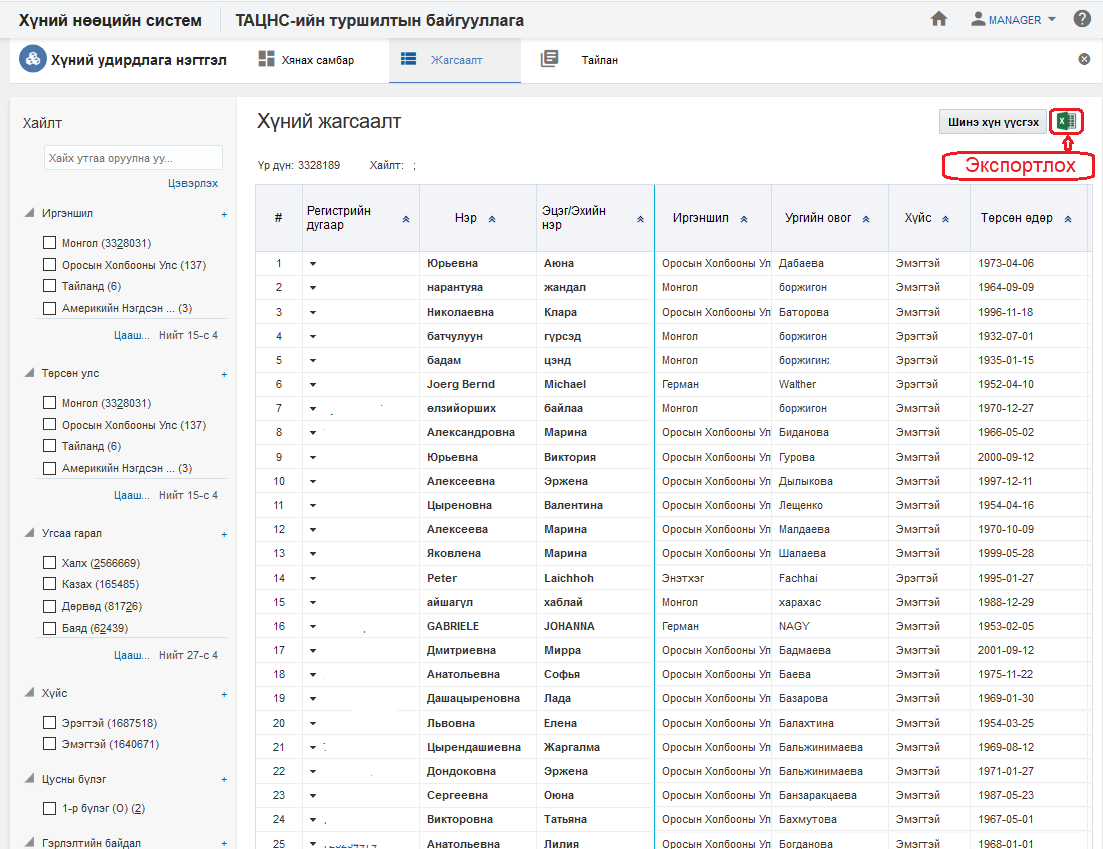 Хүний нөөцийн систем ТАЦНС-ийн туршилтын байгууллага MANAGER
Хүний удирдлага нэгтгэл Хянах самбар Жагсаалт Тайлан
Хайлт
Хайх утгаа оруулна уу...
Цэвэрлэх
Иргэншил +
Монгол (3328031)
Оросын Холбооны Улс (137)
Тайланд (6)
Америкийн Нэгдсэн ... (3)
Цааш... Нийт 15-с 4
Төрсөн улс +
Монгол (3328031)
Оросын Холбооны Улс (137)
Тайланд (6)
Америкийн Нэгдсэн ... (3)
Цааш... Нийт 15-с 4
Угсаа гарал +
Халх (2566669)
Казах (165485)
Дөрвөд (81726)
Баяд (62439)
Цааш... Нийт 27-с 4
Хүйс +
Эрэгтэй (1687518)
Эмэгтэй (1640671)
Цусны бүлэг +
1-р бүлэг (O) (2)
Гэрлэлтийн байдал +
Хүний жагсаалт
Шинэ хүн үүсгэх
Экспортлох
Үр дүн: 3328189 Хайлт: ;
# Регистрийн дугаар Нэр Эцэг/Эхийн нэр Иргэншил Ургийн овог Хүйс Төрсөн өдөр
1 Юрьевна Аюна Оросын Холбооны Ул Дабаева Эмэгтэй 1973-04-06
2 нарантуяа жандал Монгол боржигон Эмэгтэй 1964-09-09
3 Николаевна Клара Оросын Холбооны Ул Баторова Эмэгтэй 1996-11-18
4 батчулуун гүрсэд Монгол боржигон Эрэгтэй 1932-07-01
5 бадам цэнд Монгол боржигин: Эрэгтэй 1935-01-15
6 Joerg Bernd Michael Герман Walther Эрэгтэй 1952-04-10
7 өлзийорших байлаа Монгол боржигон Эмэгтэй 1970-12-27
8 Александровна Марина Оросын Холбооны Ул Биданова Эмэгтэй 1966-05-02
9 Юрьевна Виктория Оросын Холбооны Ул Гурова Эмэгтэй 2000-09-12
10 Алексеевна Эржена Оросын Холбооны Ул Дылыкова Эмэгтэй 1997-12-11
11 Цыреновна Валентина Оросын Холбооны Ул Лещенко Эмэгтэй 1954-04-16
12 Алексеева Марина Оросын Холбооны Ул Малдаева Эмэгтэй 1970-10-09
13 Яковлена Марина Оросын Холбооны Ул Шалаева Эмэгтэй 1999-05-28
14 Peter Laichhoh Энэтхэг Fachhai Эрэгтэй 1995-01-27
15 айшагүл хаблай Монгол харахас Эмэгтэй 1988-12-29
16 GABRIELE JOHANNA Герман NAGY Эмэгтэй 1953-02-05
17 Дмитриевна Мирра Оросын Холбооны Ул Бадмаева Эмэгтэй 2001-09-12
18 Анатольевна Софья Оросын Холбооны Ул Баева Эмэгтэй 1975-11-22
19 Дашацыреновна Лада Оросын Холбооны Ул Базарова Эмэгтэй 1969-01-30
20 Львовна Елена Оросын Холбооны Ул Балахтина Эмэгтэй 1954-03-25
21 Цырендашиевна Жаргалма Оросын Холбооны Ул Бальжинимаева Эмэгтэй 1969-08-12
22 Дондоковна Эржена Оросын Холбооны Ул Бальжинимаева Эмэгтэй 1971-01-27
23 Сергеевна Оюна Оросын Холбооны Ул Банзаракцаева Эмэгтэй 1987-05-23
24 Викторовна Татьяна Оросын Холбооны Ул Бахмутова Эмэгтэй 1967-05-01
25 Анатольевна Лилия Оросын Холбооны Ул Богданова Эмэгтэй 1968-01-01